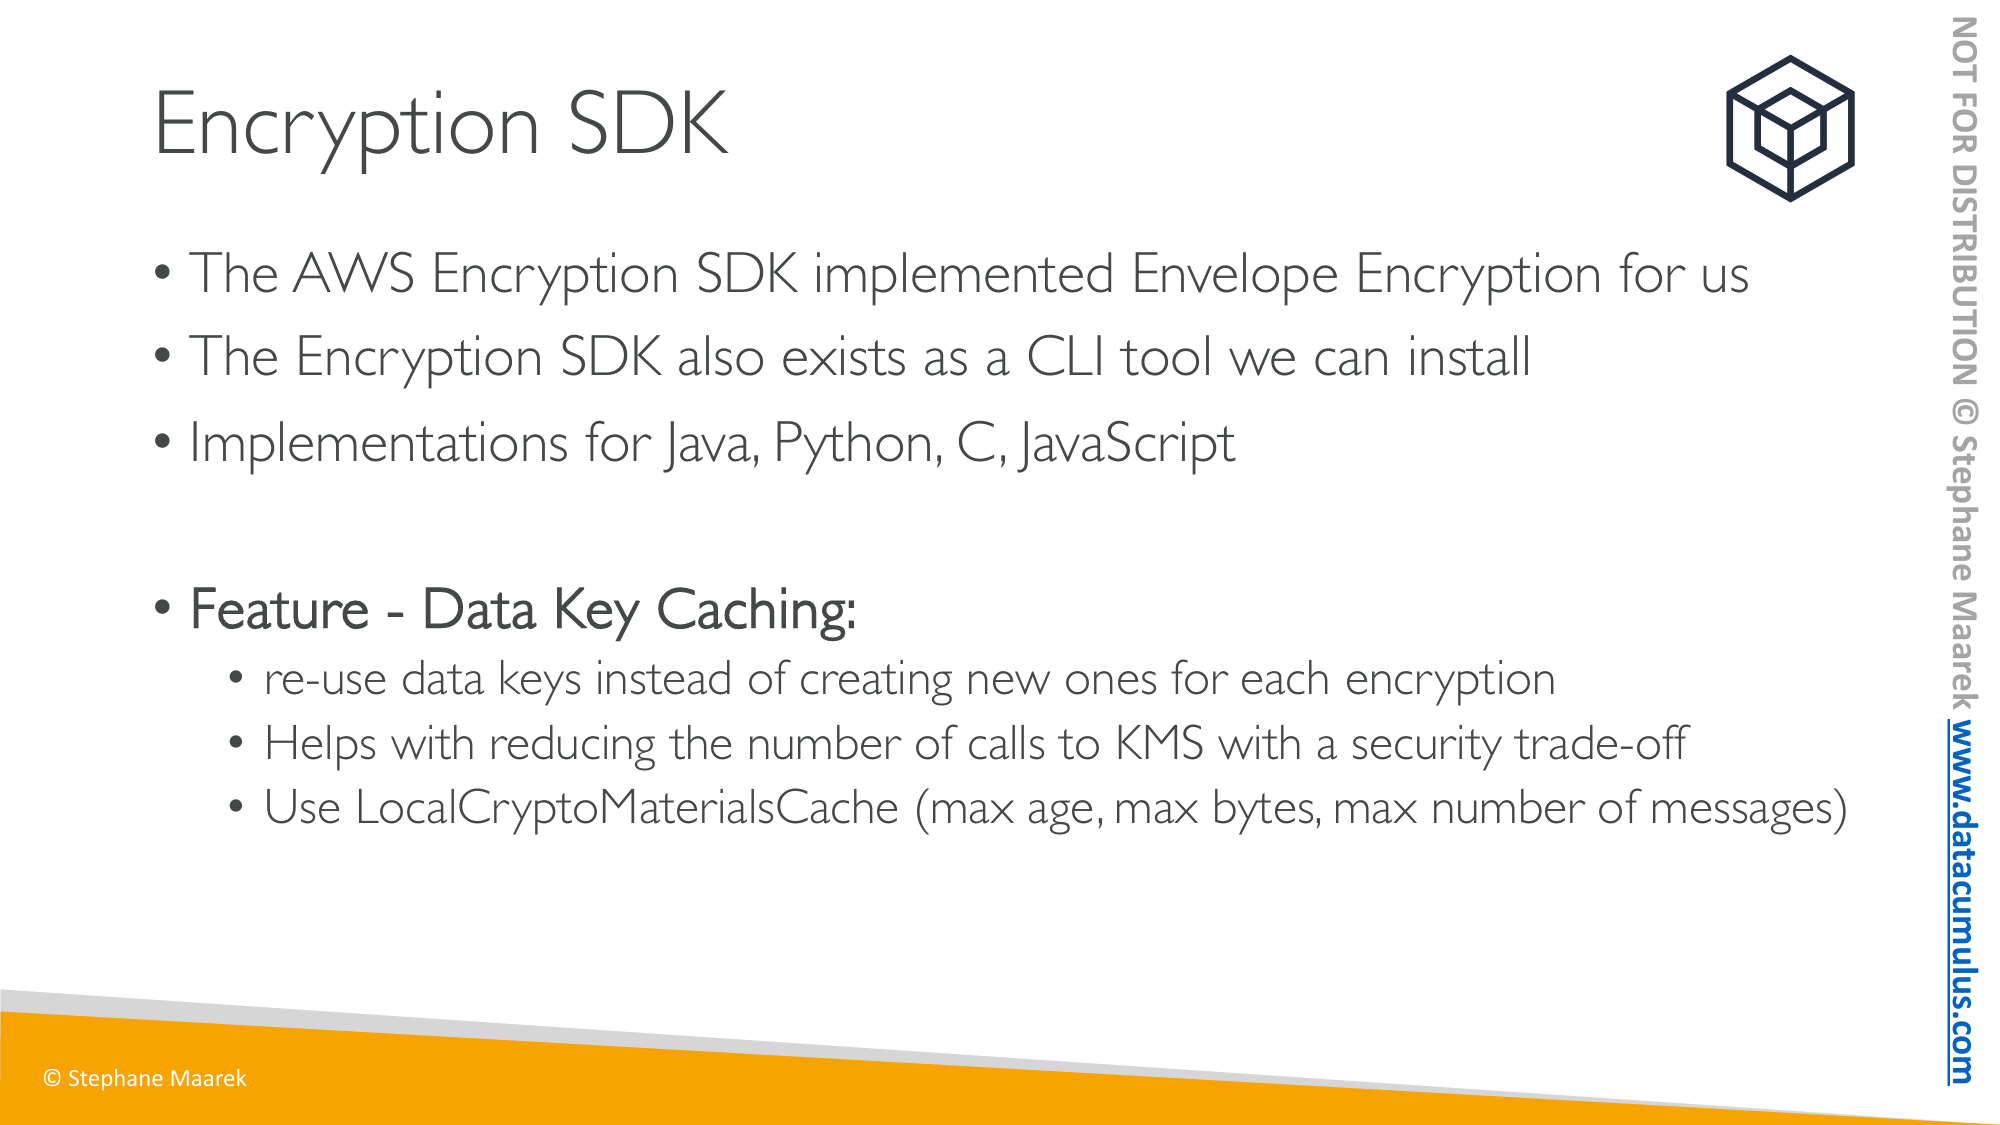 Encryption SDK
• The AWS Encryption SDK implemented Envelope Encryption for us
• The Encryption SDK also exists as a CLI tool we can install
• Implementations for Java, Python, C, JavaScript
• Feature - Data Key Caching:
• re-use data keys instead of creating new ones for each encryption
• Helps with reducing the number of calls to KMS with a security trade-off
• Use LocalCryptoMaterialsCache (max age, max bytes, max number of messages)
© Stephane Maarek
NOT FOR DISTRIBUTION © Stephane Maarek www.datacumulus.com